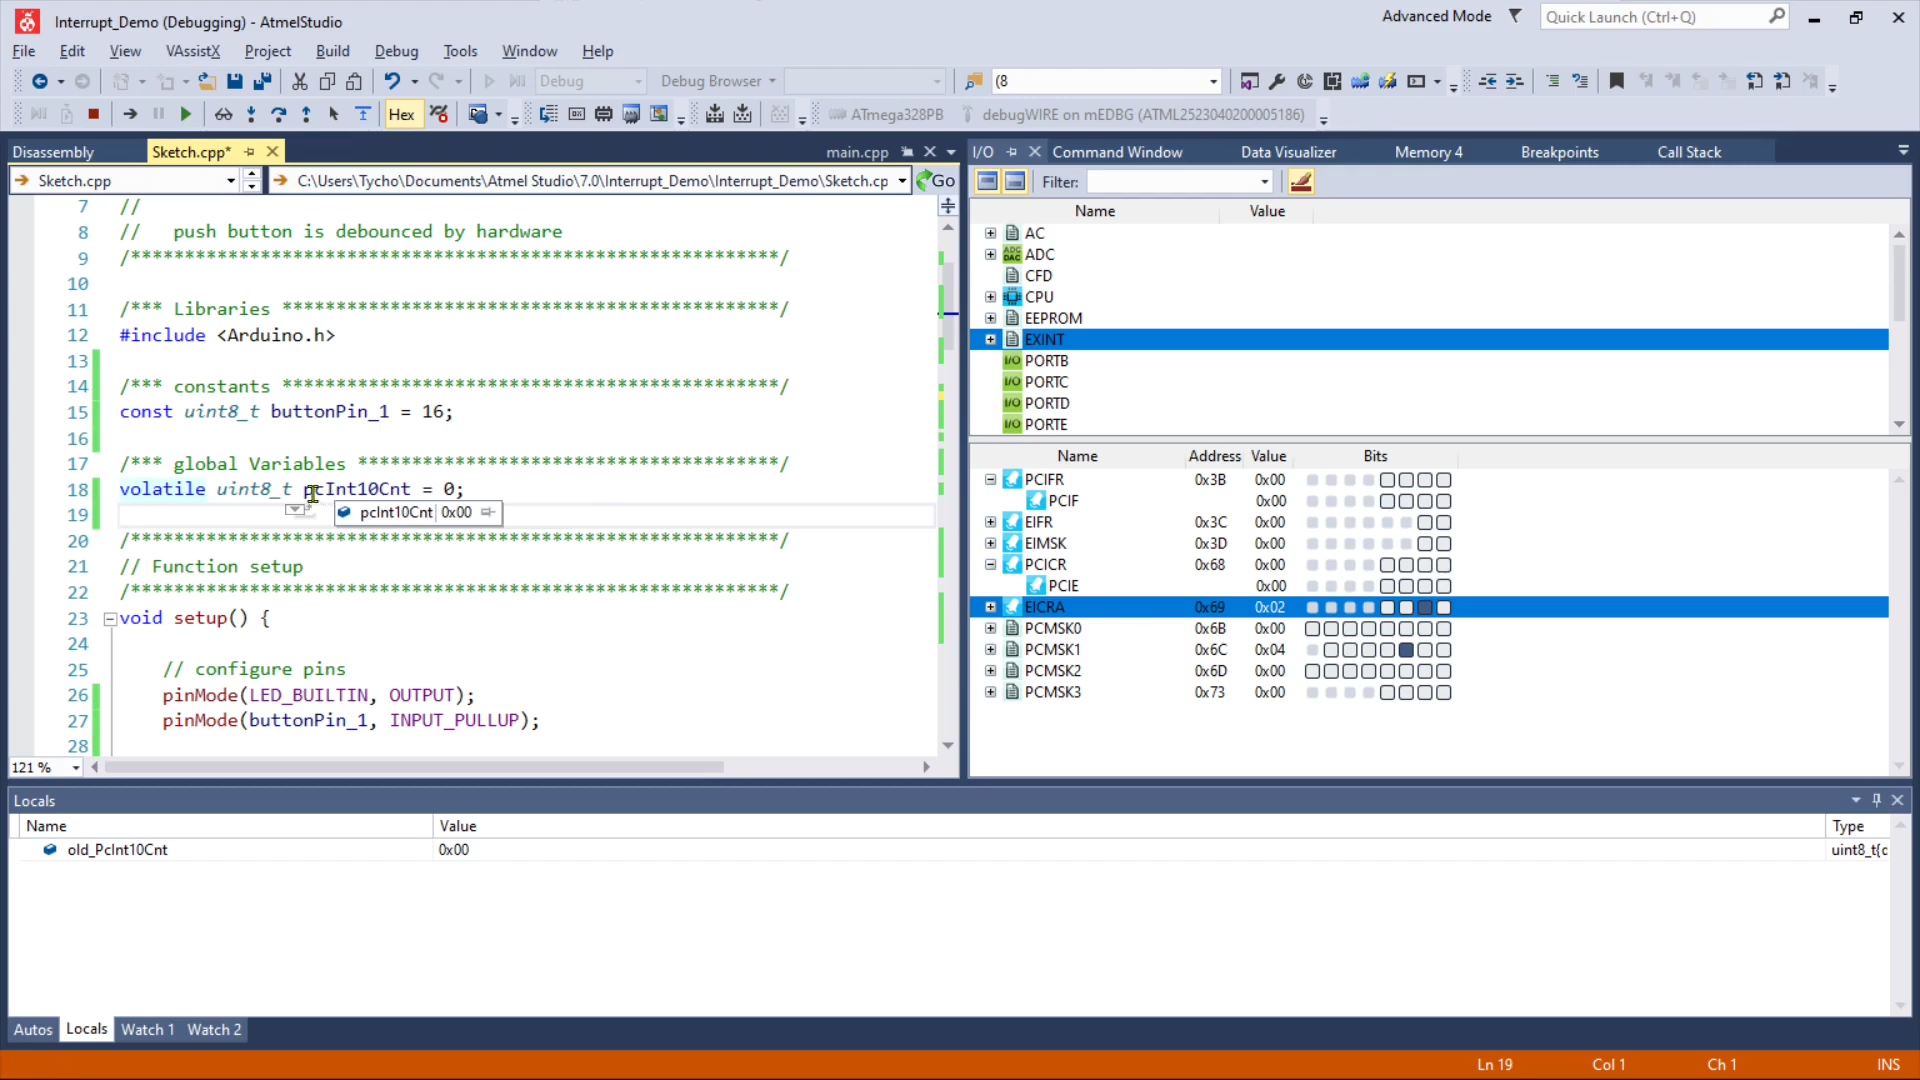 Interrupt_Demo (Debugging) - AtmelStudio
Advanced Mode
Quick Launch (Ctrl+Q)
File Edit View VAssistX Project Build Debug Tools Window Help
Debug
Debug Browser
(8
Hex
ATmega328PB
debugWIRE on mEDBG (ATML2523040200005186)
Disassembly
Sketch.cpp*
main.cpp
Sketch.cpp
C:\Users\Tycho\Documents\Atmel Studio\7.0\Interrupt_Demo\Interrupt_Demo\Sketch.cp
Go
7 //
8 // push button is debounced by hardware
9 /************************************************************/
10
11 /*** Libraries **********************************************/
12 #include <Arduino.h>
13
14 /*** constants **********************************************/
15 const uint8_t buttonPin_1 = 16;
16
17 /*** global Variables ***************************************/
18 volatile uint8_t pcInt10Cnt = 0;
pcInt10Cnt 0x00
19
20 /************************************************************/
21 // Function setup
22 /************************************************************/
23 void setup() {
24
25 // configure pins
26 pinMode(LED_BUILTIN, OUTPUT);
27 pinMode(buttonPin_1, INPUT_PULLUP);
28
121 %
I/O
Command Window
Data Visualizer
Memory 4
Breakpoints
Call Stack
Filter:
Name Value
AC
ADC
CFD
CPU
EEPROM
EXINT
I/O PORTB
I/O PORTC
I/O PORTD
I/O PORTE
Name Address Value Bits
PCIFR 0x3B 0x00
PCIF 0x00
EIFR 0x3C 0x00
EIMSK 0x3D 0x00
PCICR 0x68 0x00
PCIE 0x00
EICRA 0x69 0x02
PCMSK0 0x6B 0x00
PCMSK1 0x6C 0x04
PCMSK2 0x6D 0x00
PCMSK3 0x73 0x00
Locals
Name Value Type
old_PcInt10Cnt 0x00 uint8_t{c
Autos Locals Watch 1 Watch 2
Ln 19 Col 1 Ch 1 INS